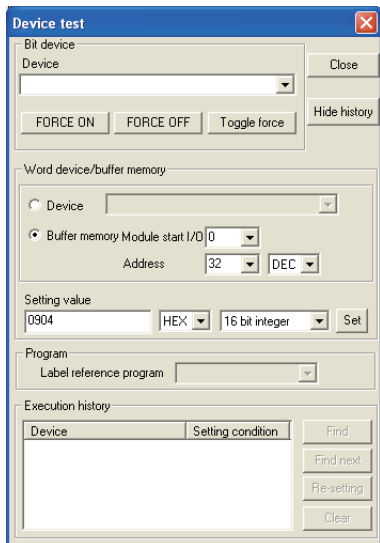 Device test
Bit device
Device
Close
FORCE ON FORCE OFF Toggle force
Hide history
Word device/buffer memory
Device
Buffer memory Module start I/O 0
Address 32 DEC
Setting value
0904 HEX 16 bit integer Set
Program
Label reference program
Execution history
Device Setting condition
Find
Find next
Re-setting
Clear